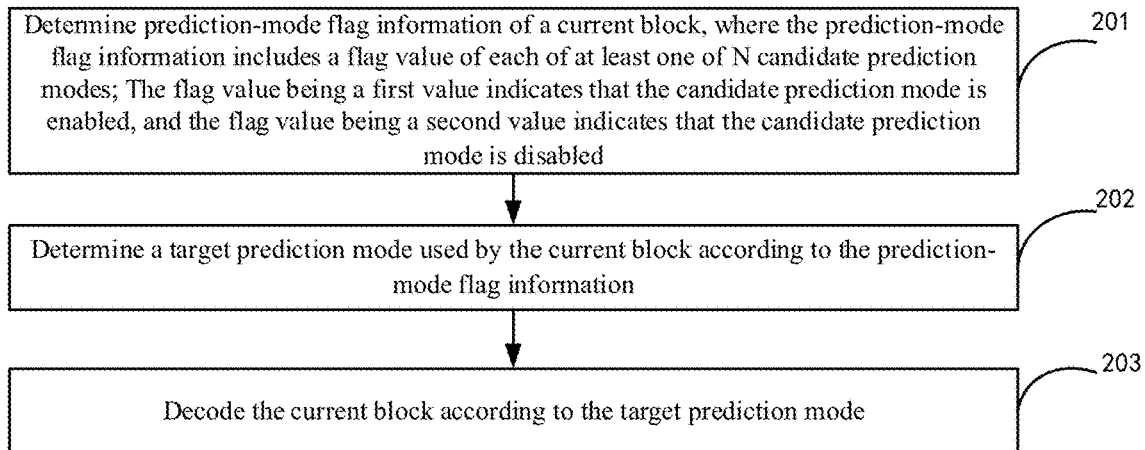 Determine prediction-mode flag information of a current block, where the prediction-mode
flag information includes a flag value of each of at least one of N candidate prediction
modes; The flag value being a first value indicates that the candidate prediction mode is
enabled, and the flag value being a second value indicates that the candidate prediction
mode is disabled
201
Determine a target prediction mode used by the current block according to the prediction-
mode flag information
202
Decode the current block according to the target prediction mode
203